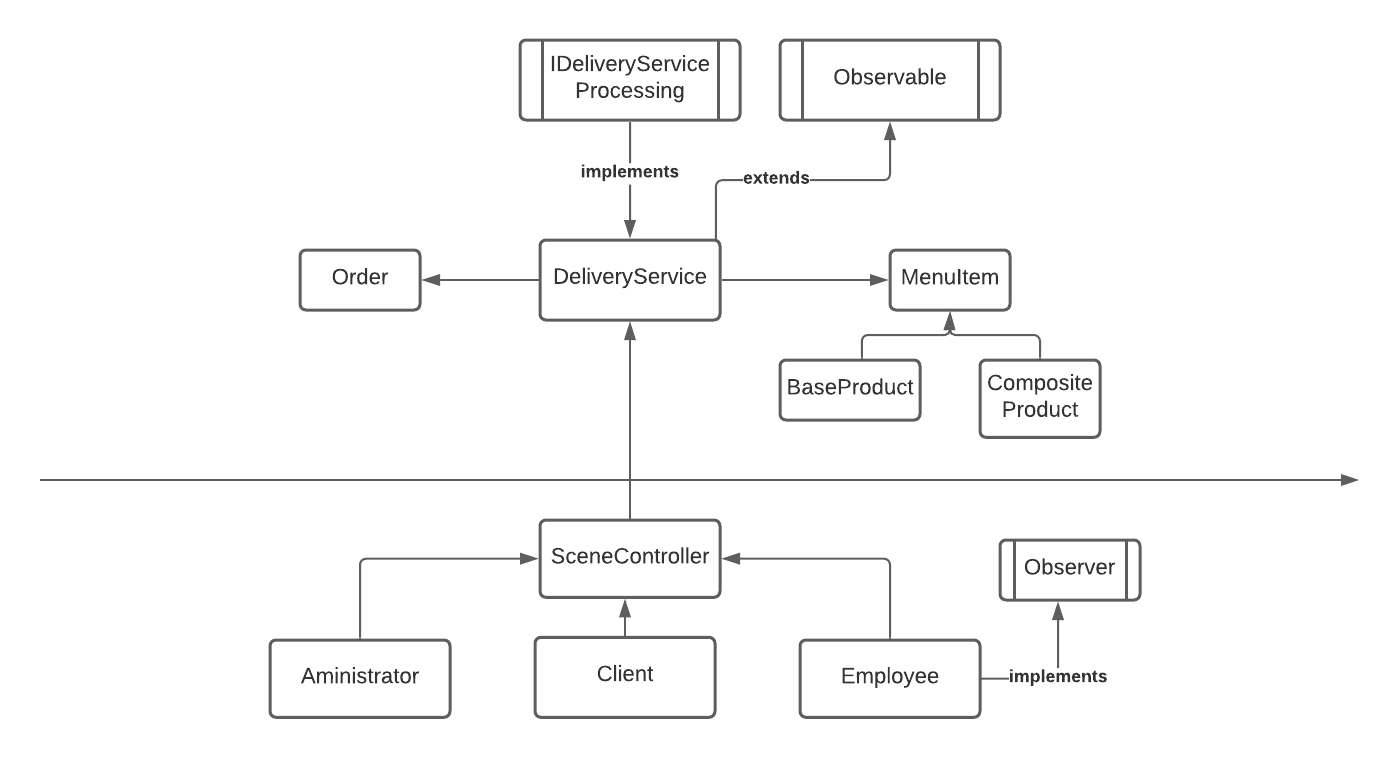 IDeliveryService
Processing
Observable
implements
extends
Order
DeliveryService
MenuItem
BaseProduct
Composite
Product
SceneController
Observer
Aministrator
Client
Employee
implements